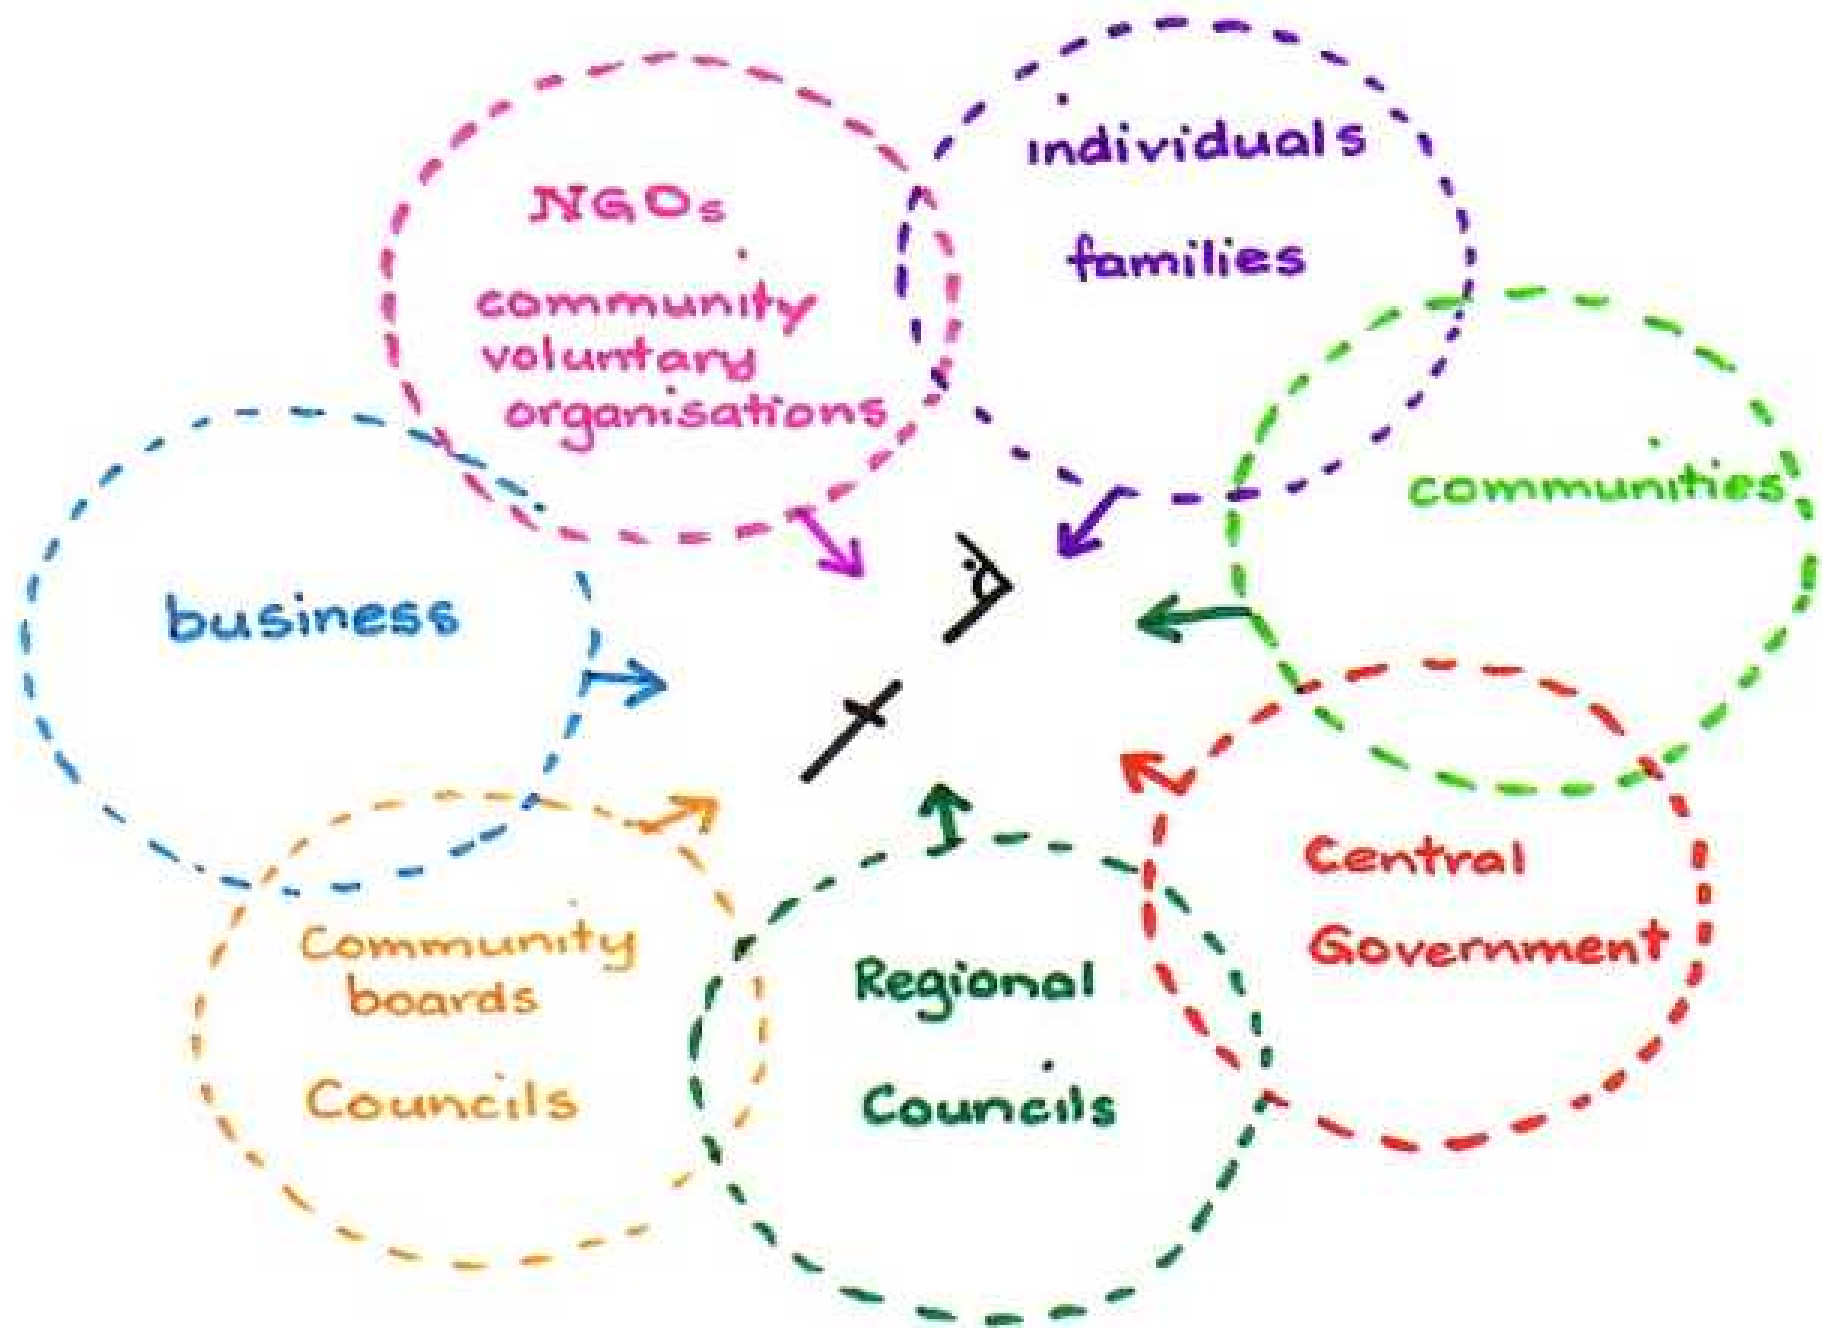 individuals
families
NGOs
community
voluntary
organisations
communities
business
Central
Government
Community
boards
Councils
Regional
Councils